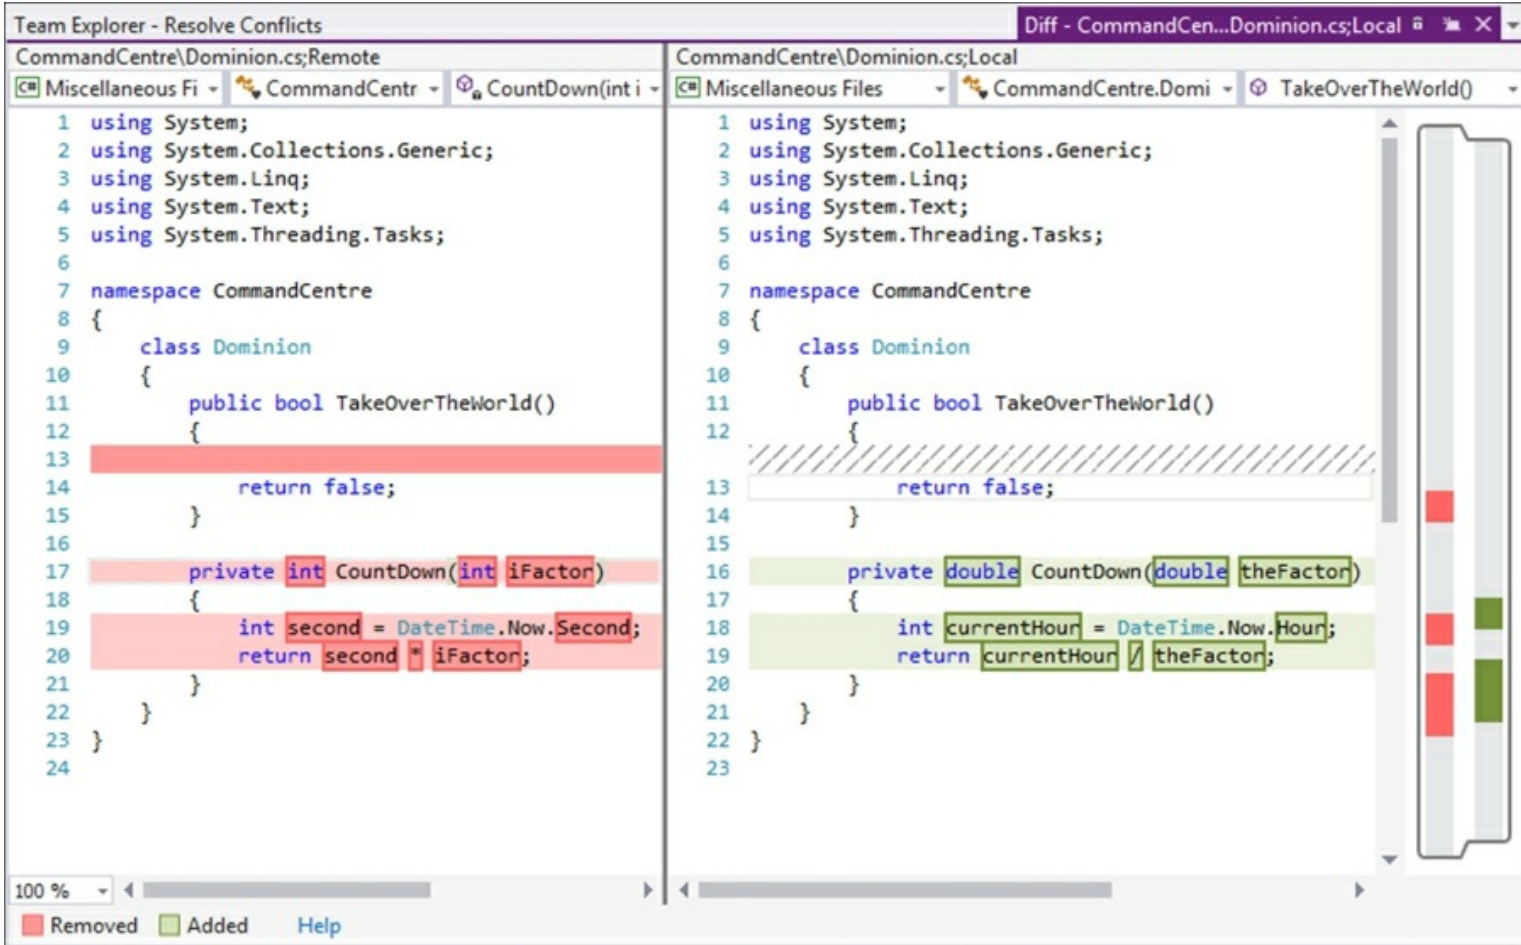 Team Explorer - Resolve Conflicts
Diff - CommandCen...Dominion.cs;Local
CommandCentre\Dominion.cs;Remote
C# Miscellaneous Fi
CommandCentr
CountDown(int i
1 using System;
2 using System.Collections.Generic;
3 using System.Linq;
4 using System.Text;
5 using System.Threading.Tasks;
6
7 namespace CommandCentre
8 {
9 class Dominion
10 {
11 public bool TakeOverTheWorld()
12 {
13
14 return false;
15 }
16
17 private int CountDown(int iFactor)
18 {
19 int second = DateTime.Now.Second;
20 return second * iFactor;
21 }
22 }
23 }
24
100 %
CommandCentre\Dominion.cs;Local
C# Miscellaneous Files
CommandCentre.Domi
TakeOverTheWorld()
1 using System;
2 using System.Collections.Generic;
3 using System.Linq;
4 using System.Text;
5 using System.Threading.Tasks;
6
7 namespace CommandCentre
8 {
9 class Dominion
10 {
11 public bool TakeOverTheWorld()
12 {
13 return false;
14 }
15
16 private double CountDown(double theFactor)
17 {
18 int currentHour = DateTime.Now.Hour;
19 return currentHour / theFactor;
20 }
21 }
22 }
23
Removed
Added
Help